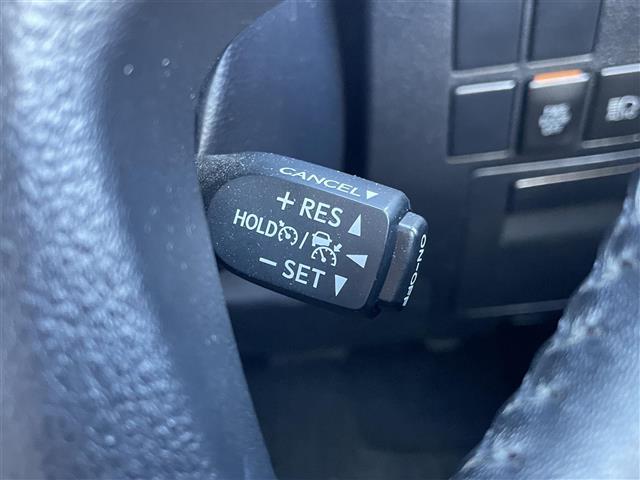 CANCEL▼
+ RES ▲
HOLD / ◀
− SET ▼
ON-OFF